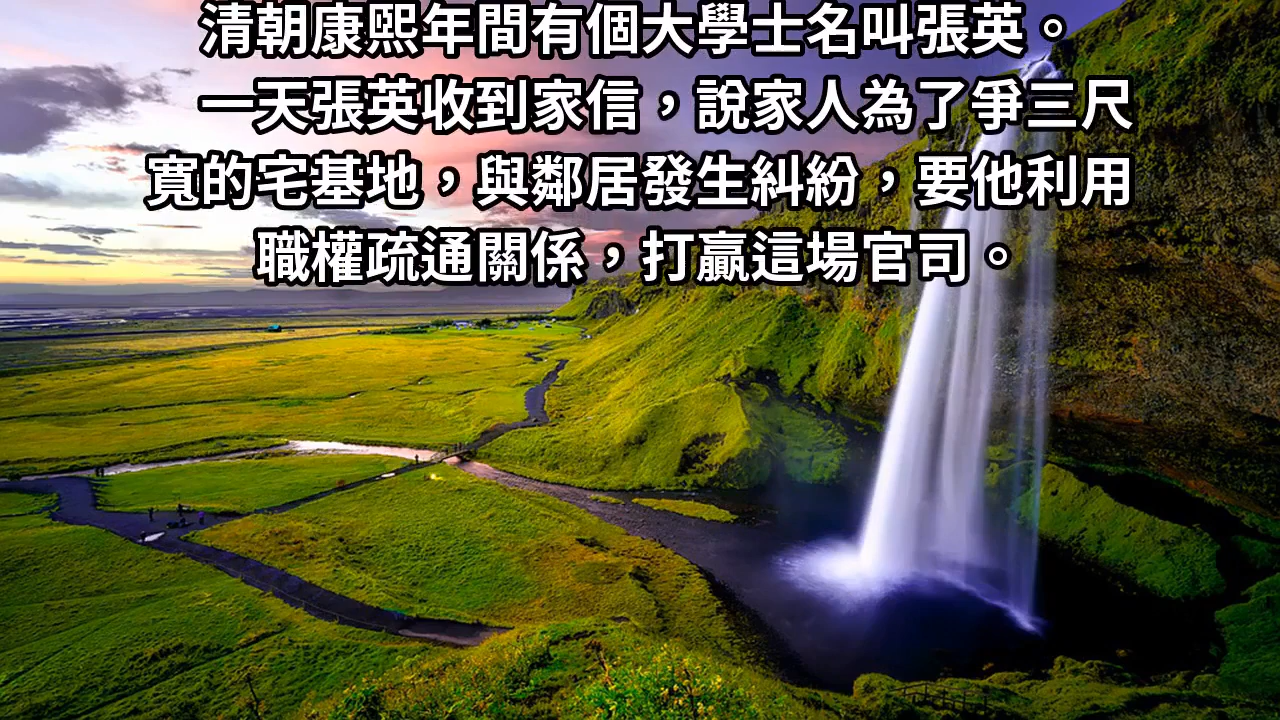 清朝康熙年間有個大學士名叫張英。
一天張英收到家信，說家人為了爭三尺
寬的宅基地，與鄰居發生糾紛，要他利用
職權疏通關係，打贏這場官司。